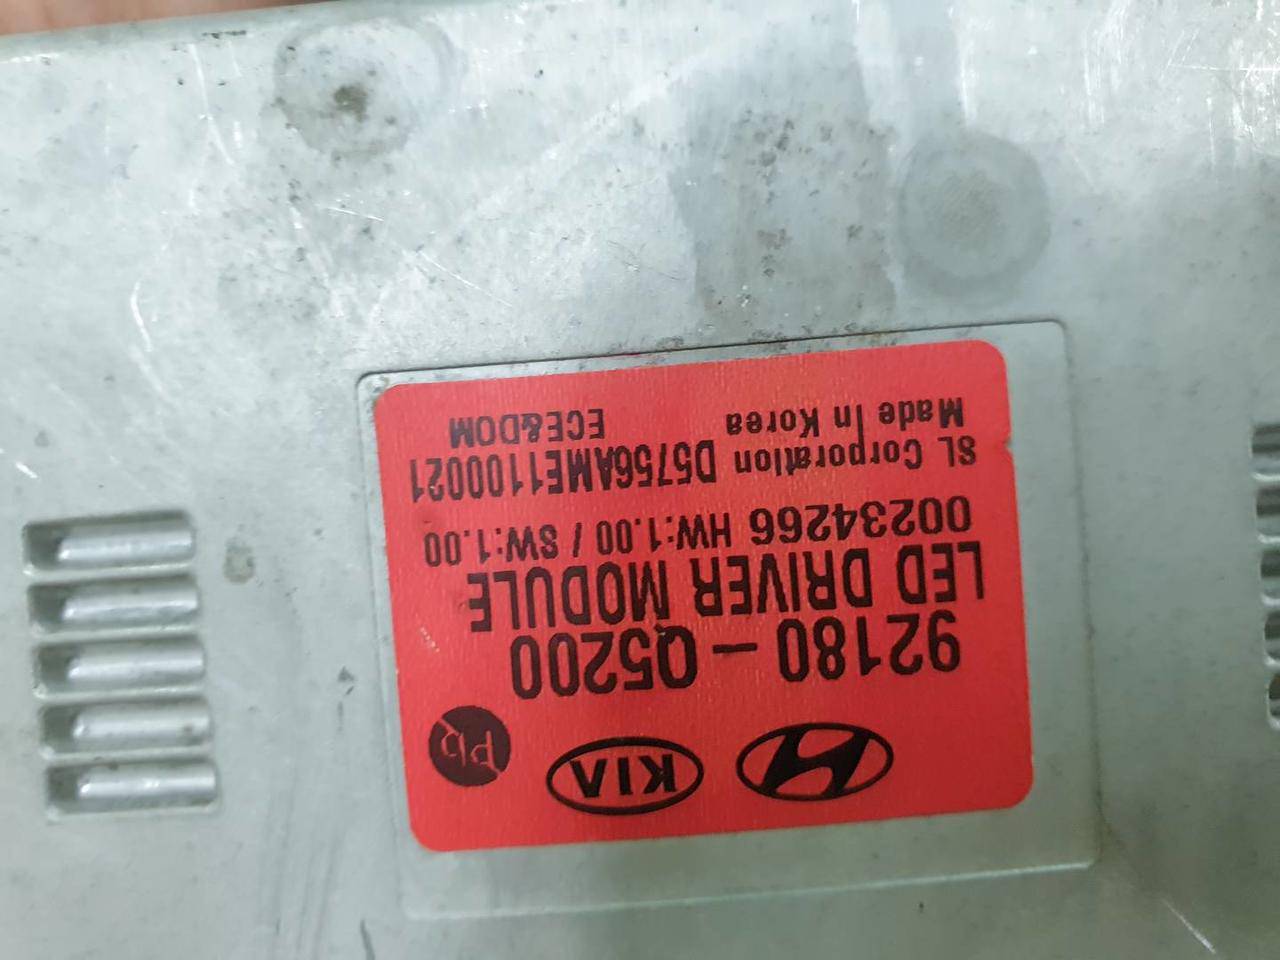 KIA Pb
92180 - Q5200
LED DRIVER MODULE
00234266 HW:1.00 / SW:1.00
SL Corporation D5756AME1100021
Made In Korea ECE&DOM